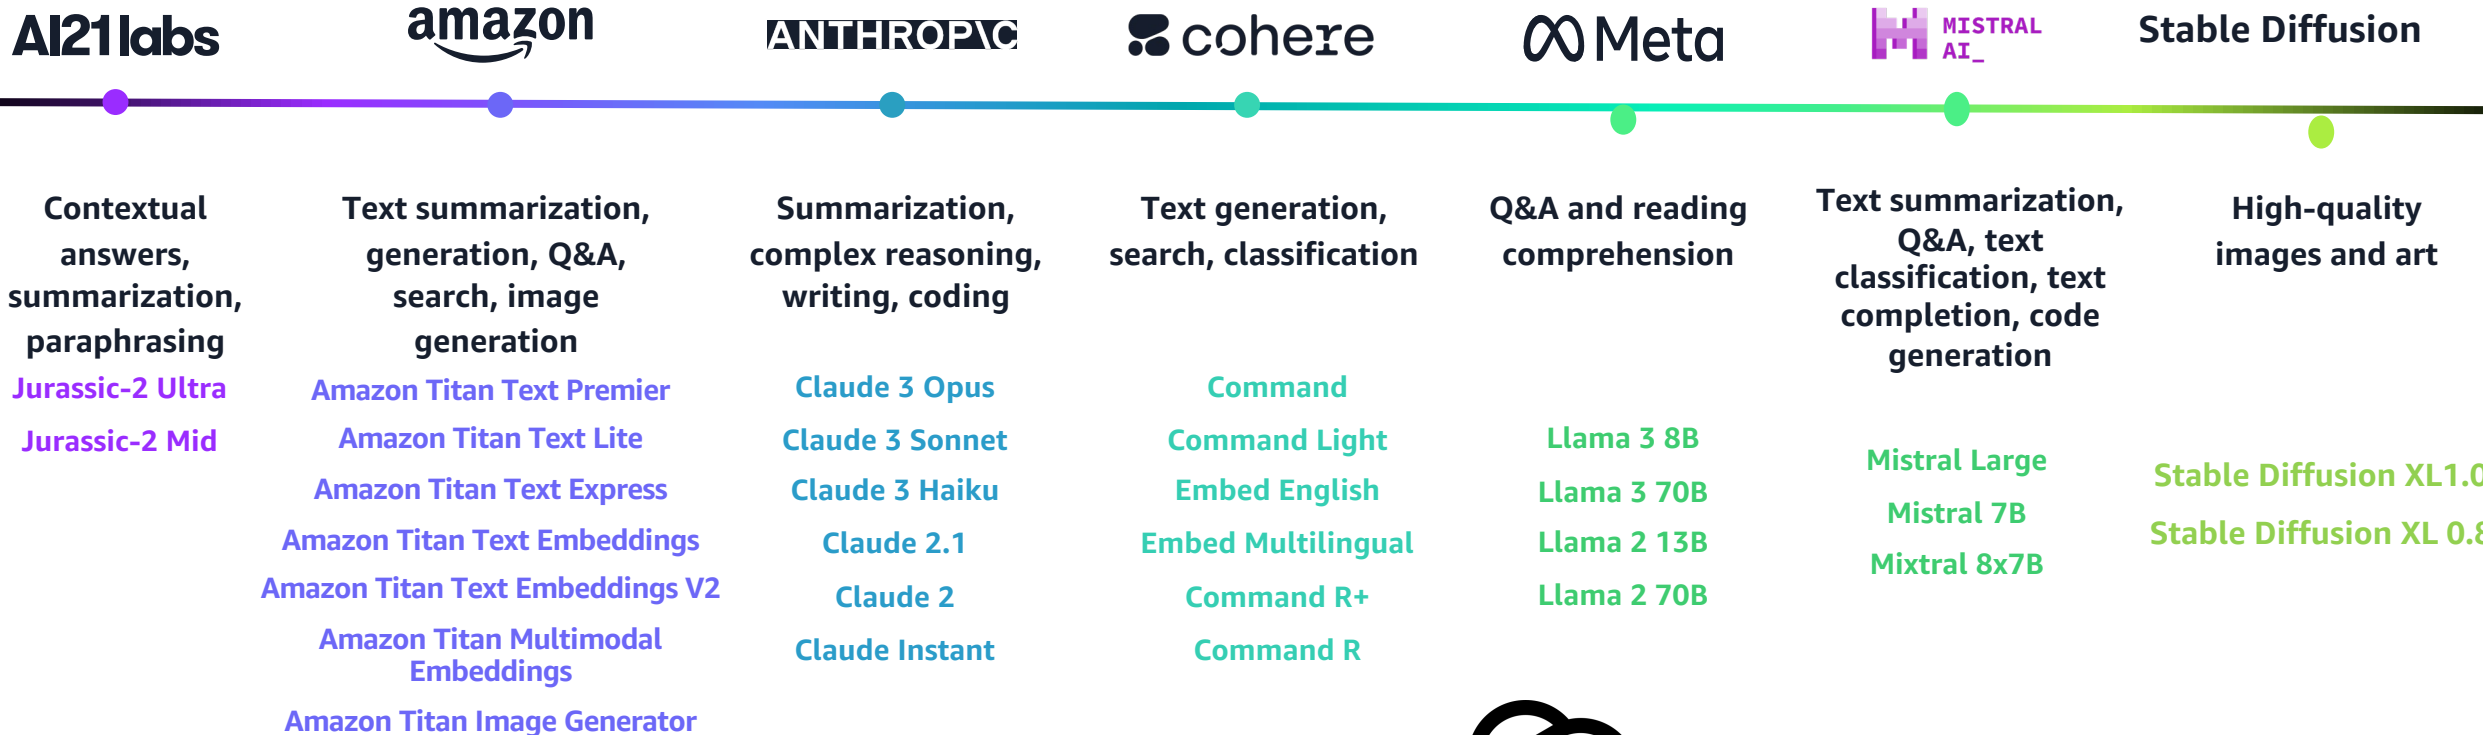 AI21labs
Contextual
answers,
summarization,
paraphrasing
Jurassic-2 Ultra
Jurassic-2 Mid
amazon
Text summarization,
generation, Q&A,
search, image
generation
Amazon Titan Text Premier
Amazon Titan Text Lite
Amazon Titan Text Express
Amazon Titan Text Embeddings
Amazon Titan Text Embeddings V2
Amazon Titan Multimodal
Embeddings
Amazon Titan Image Generator
ANTHROP\C
Summarization,
complex reasoning,
writing, coding
Claude 3 Opus
Claude 3 Sonnet
Claude 3 Haiku
Claude 2.1
Claude 2
Claude Instant
cohere
Text generation,
search, classification
Command
Command Light
Embed English
Embed Multilingual
Command R+
Command R
Meta
Q&A and reading
comprehension
Llama 3 8B
Llama 3 70B
Llama 2 13B
Llama 2 70B
MISTRAL
AI_
Text summarization,
Q&A, text
classification, text
completion, code
generation
Mistral Large
Mistral 7B
Mixtral 8x7B
Stable Diffusion
High-quality
images and art
Stable Diffusion XL1.0
Stable Diffusion XL 0.8